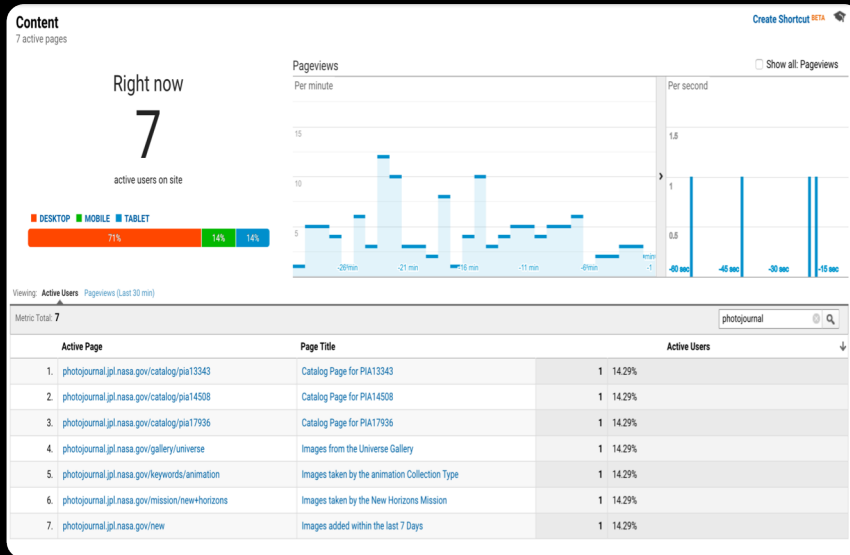 Content
Create Shortcut BETA
7 active pages
Right now
7
active users on site
DESKTOP MOBILE TABLET
71% 14% 14%
Pageviews
Show all: Pageviews
Per minute
Per second
15
10
5
-26 min -21 min -16 min -11 min -6 min -1
min
1.5
1
0.5
-60 sec -45 sec -30 sec -15 sec
Viewing: Active Users Pageviews (Last 30 min)
Metric Total: 7
photojournal
Active Page Page Title Active Users
1. photojournal.jpl.nasa.gov/catalog/pia13343 Catalog Page for PIA13343 1 14.29%
2. photojournal.jpl.nasa.gov/catalog/pia14508 Catalog Page for PIA14508 1 14.29%
3. photojournal.jpl.nasa.gov/catalog/pia17936 Catalog Page for PIA17936 1 14.29%
4. photojournal.jpl.nasa.gov/gallery/universe Images from the Universe Gallery 1 14.29%
5. photojournal.jpl.nasa.gov/keywords/animation Images taken by the animation Collection Type 1 14.29%
6. photojournal.jpl.nasa.gov/mission/new+horizons Images taken by the New Horizons Mission 1 14.29%
7. photojournal.jpl.nasa.gov/new Images added within the last 7 Days 1 14.29%